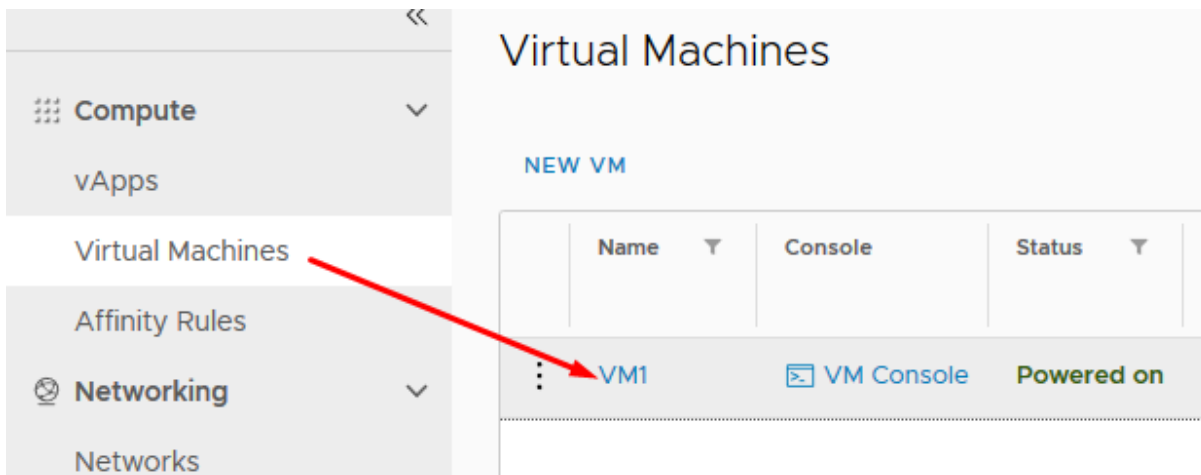 Compute
vApps
Virtual Machines
Affinity Rules
Networking
Networks
Virtual Machines
NEW VM
Name Console Status
VM1 VM Console Powered on